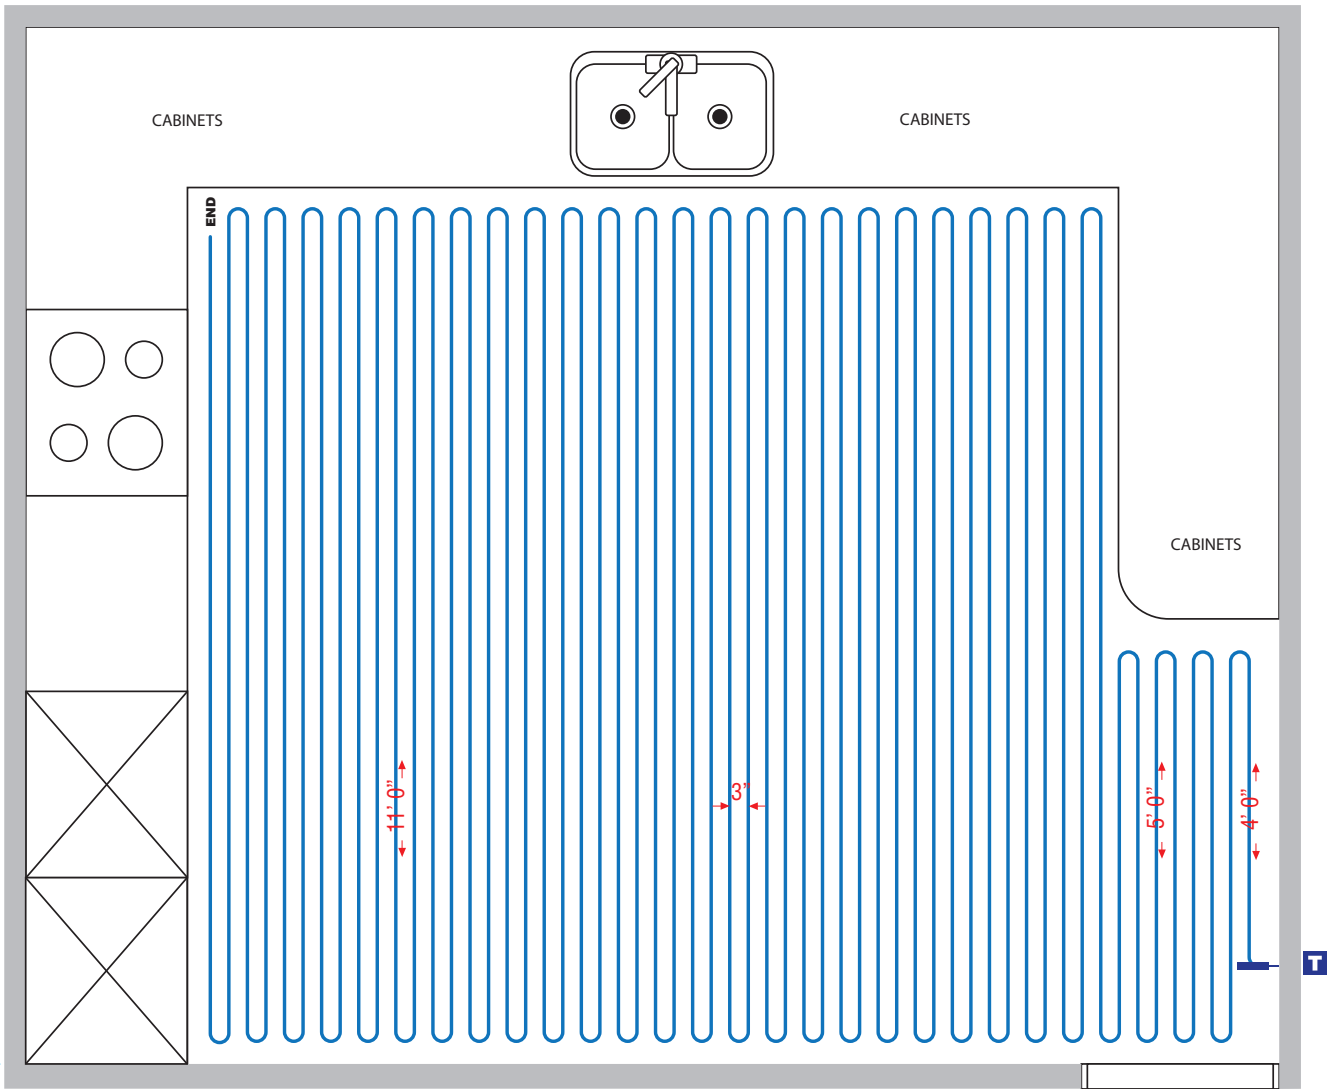 CABINETS
CABINETS
END
CABINETS
11' 0"
3"
5' 0"
4' 0"
T